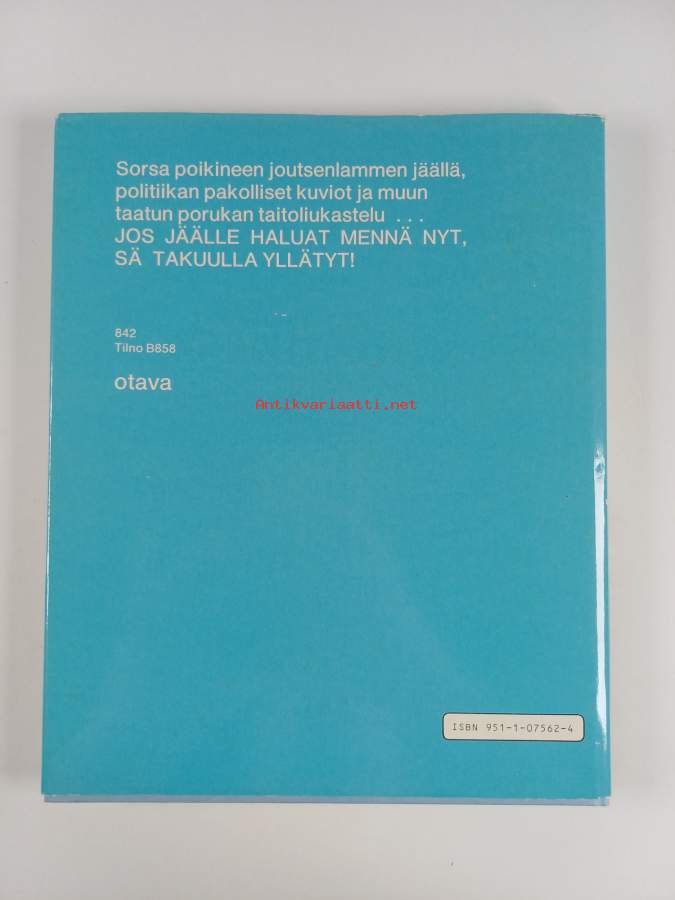 Sorsa poikineen joutsenlammen jäällä,
politiikan pakolliset kuviot ja muun
taatun porukan taitoliukastelu ...
JOS JÄÄLLE HALUAT MENNÄ NYT,
SÄ TAKUULLA YLLÄTYT!
842
Tilno B858
otava
Antikvariaatti.net
ISBN 951-1-07562-4